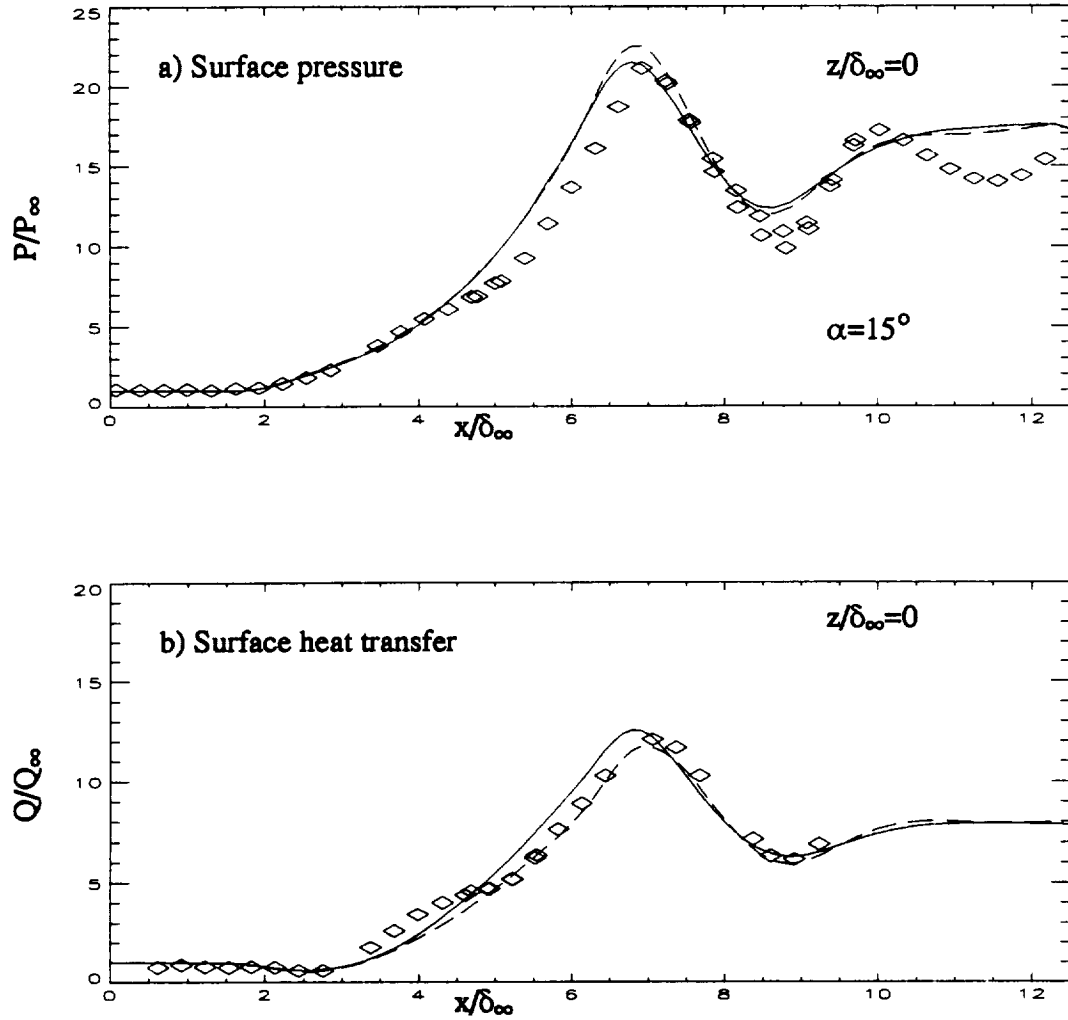 25
a) Surface pressure
z/δ∞=0
20
15
P/P∞
10
α=15°
5
0
0 2 4 6 8 10 12
x/δ∞
20
z/δ∞=0
b) Surface heat transfer
15
Q/Q∞
10
5
0
0 2 4 6 8 10 12
x/δ∞